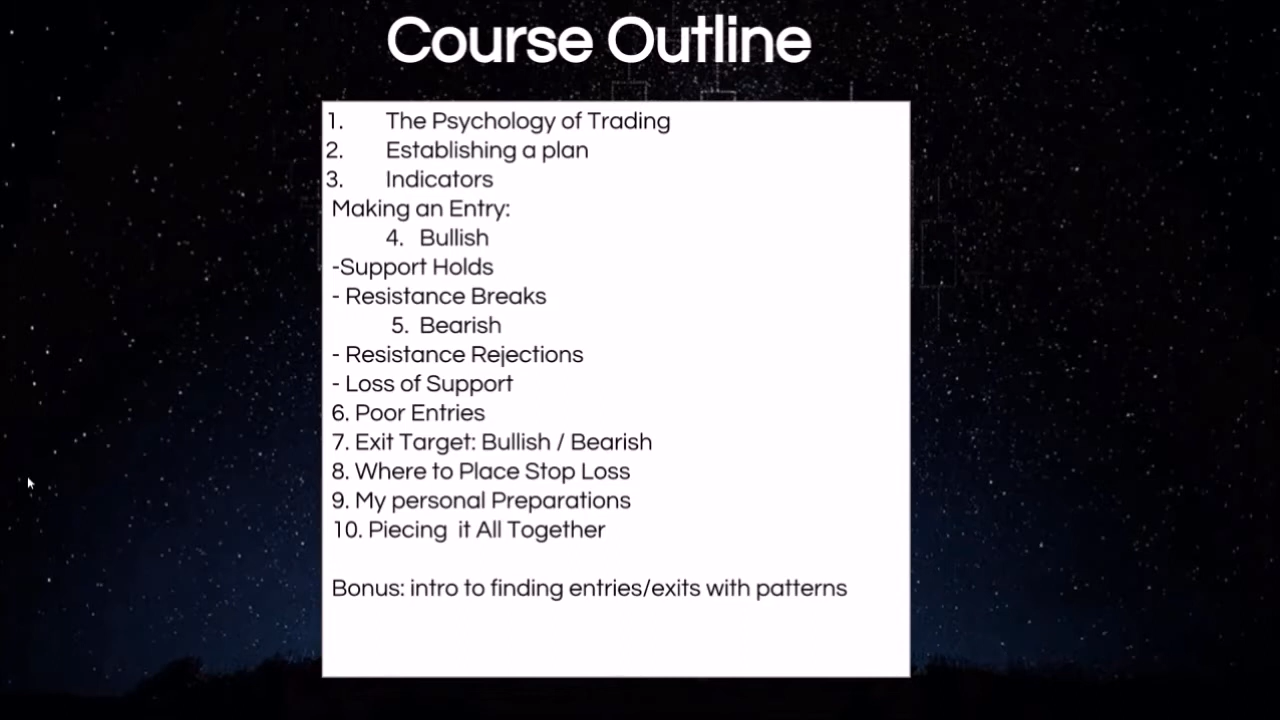 Course Outline
1. The Psychology of Trading
2. Establishing a plan
3. Indicators
Making an Entry:
4. Bullish
-Support Holds
- Resistance Breaks
5. Bearish
- Resistance Rejections
- Loss of Support
6. Poor Entries
7. Exit Target: Bullish / Bearish
8. Where to Place Stop Loss
9. My personal Preparations
10. Piecing  it All Together
Bonus: intro to finding entries/exits with patterns